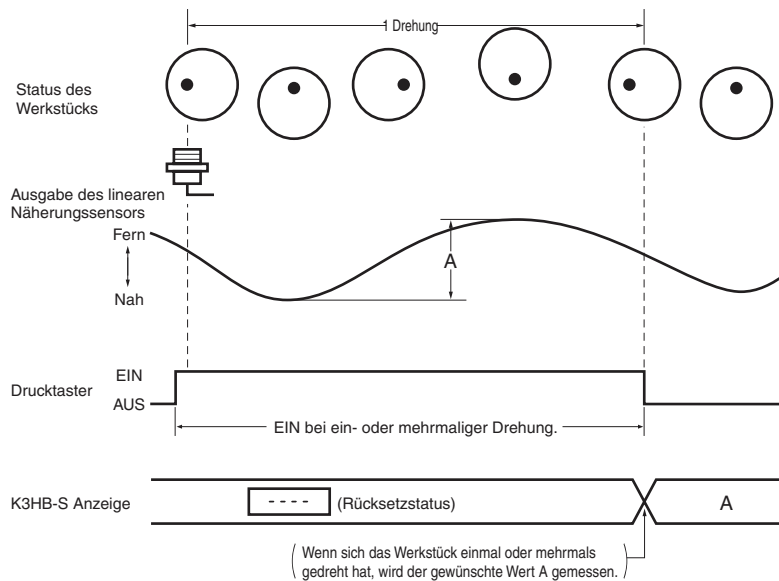 1 Drehung
Status des
Werkstücks
Ausgabe des linearen
Näherungssensors
Fern
A
Nah
EIN
Drucktaster
AUS
EIN bei ein- oder mehrmaliger Drehung.
K3HB-S Anzeige
---- (Rücksetzstatus)
A
(Wenn sich das Werkstück einmal oder mehrmals
gedreht hat, wird der gewünschte Wert A gemessen.)